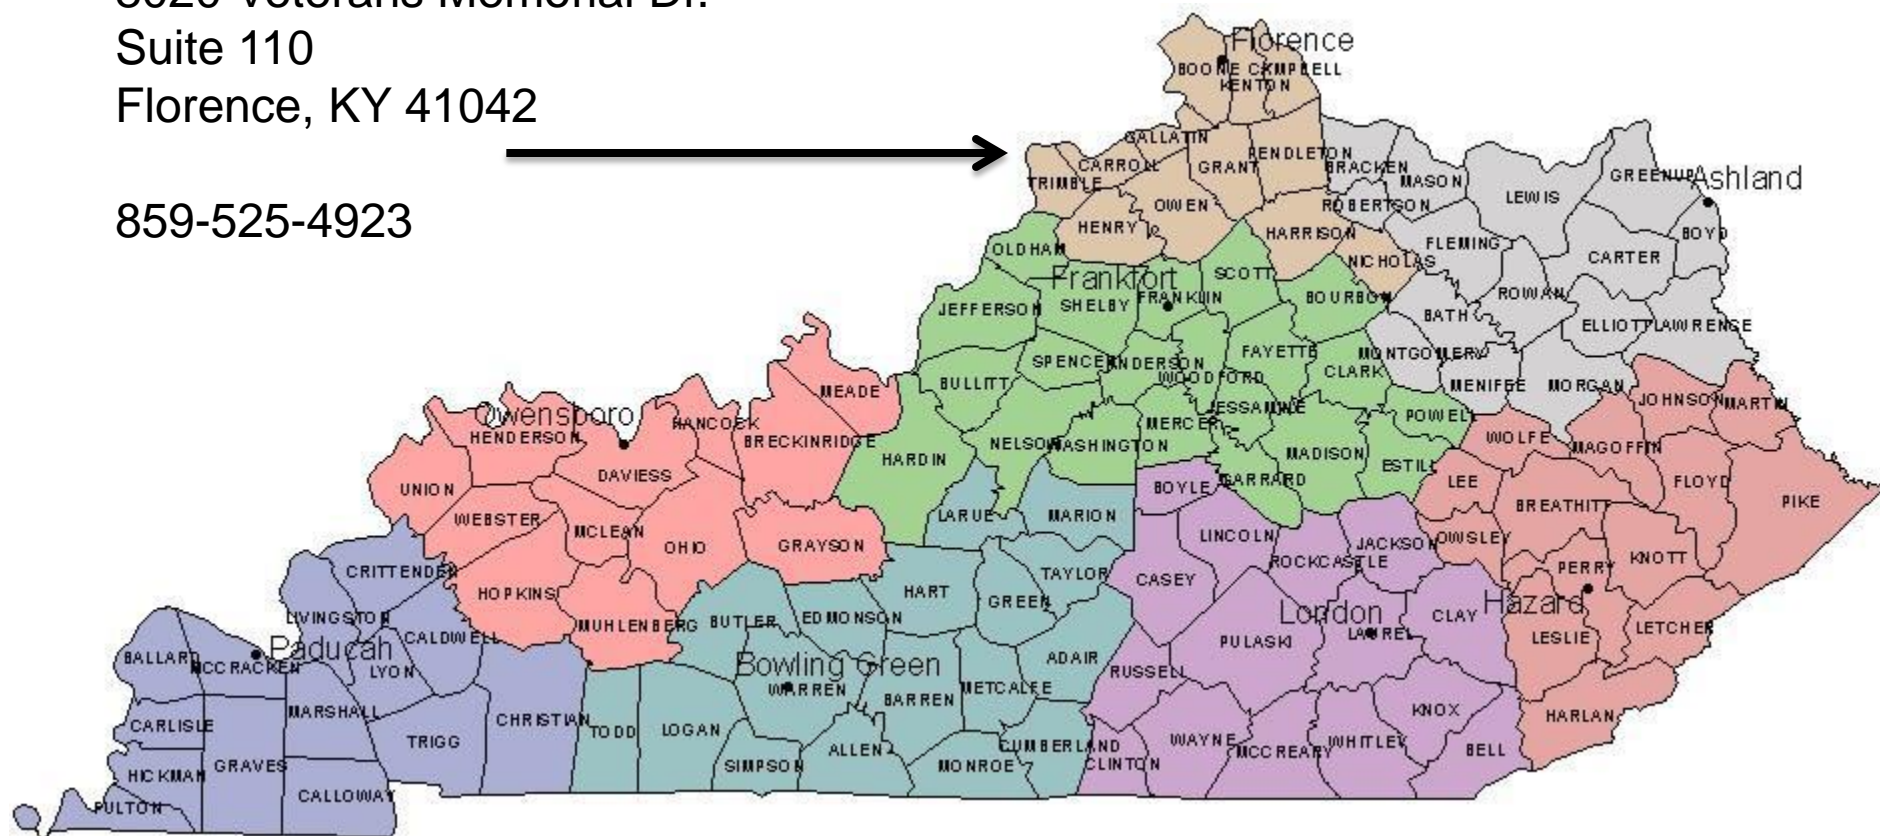 Suite 110
Florence, KY 41042
859-525-4923
Florence
BOONE CAMPBELL
KENTON
GALLATIN
CARROLL
GRANT
PENDLETON
TRIMBLE
BRACKEN
MASON
LEWIS
GREENUP
Ashland
OWEN
ROBERTSON
HENRY
HARRISON
FLEMING
BOYD
OLDHAM
NICHOLAS
CARTER
Frankfort
SCOTT
JEFFERSON
SHELBY
FRANKLIN
BOURBON
ROWAN
BATH
ELLIOTT
LAWRENCE
SPENCER
ANDERSON
FAYETTE
MONTGOMERY
WOODFORD
CLARK
BULLITT
MENIFEE
MORGAN
MEADE
JOHNSON
MARTIN
Owensboro
HANCOCK
JESSAMINE
POWELL
HENDERSON
BRECKINRIDGE
MERCER
WOLFE
NELSON
WASHINGTON
MAGOFFIN
HARDIN
MADISON
ESTILL
DAVIESS
GARRARD
LEE
FLOYD
UNION
BOYLE
BREATHITT
PIKE
WEBSTER
LARUE
MARION
MCLEAN
OHIO
GRAYSON
LINCOLN
JACKSON
OWSLEY
ROCKCASTLE
KNOTT
CRITTENDEN
TAYLOR
CASEY
PERRY
HOPKINS
HART
GREEN
Hazard
LIVINGSTON
London
CLAY
MUHLENBERG
BUTLER
EDMONSON
LAUREL
LETCHER
CALDWELL
PULASKI
LESLIE
Paducah
BALLARD
MCCRACKEN
LYON
Bowling Green
ADAIR
RUSSELL
WARREN
BARREN
METCALFE
CARLISLE
MARSHALL
CHRISTIAN
TODD
LOGAN
KNOX
HARLAN
TRIGG
ALLEN
CUMBERLAND
WAYNE
MCCREARY
WHITLEY
BELL
HICKMAN
GRAVES
SIMPSON
MONROE
CLINTON
FULTON
CALLOWAY